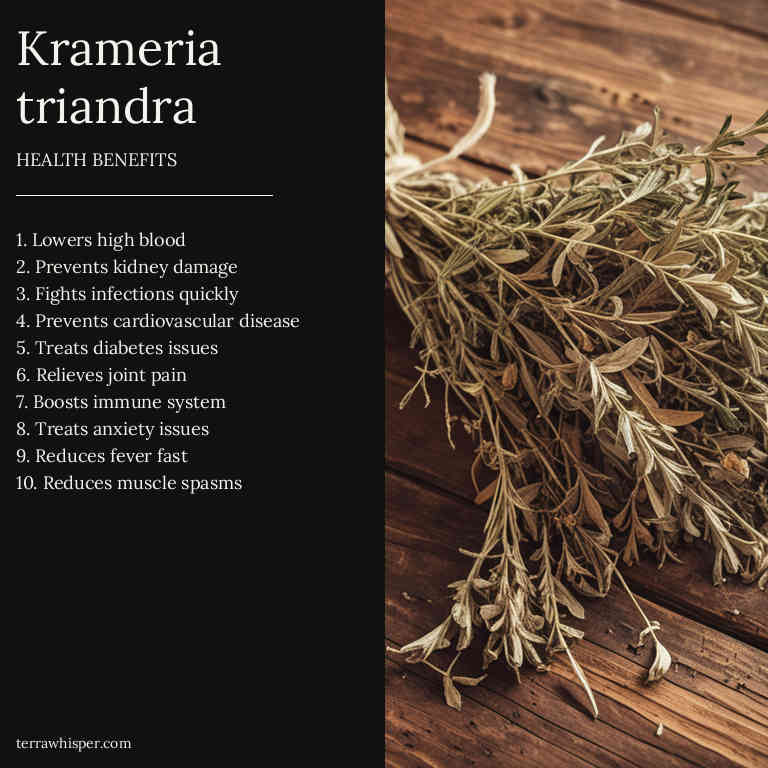 Krameria
triandra
HEALTH BENEFITS
1. Lowers high blood
2. Prevents kidney damage
3. Fights infections quickly
4. Prevents cardiovascular disease
5. Treats diabetes issues
6. Relieves joint pain
7. Boosts immune system
8. Treats anxiety issues
9. Reduces fever fast
10. Reduces muscle spasms
terrawhisper.com